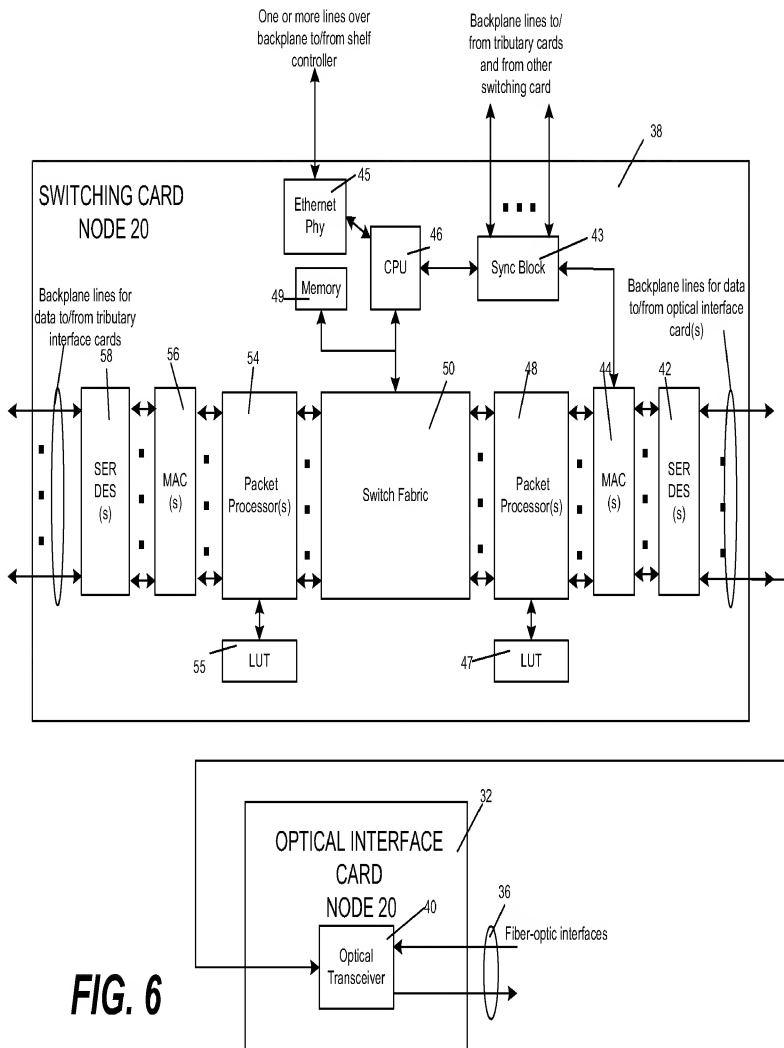 One or more lines over
backplane to/from shelf
controller
Backplane lines to/
from tributary cards
and from other
switching card
38
SWITCHING CARD
NODE 20
45
Ethernet
Phy
46
CPU
43
Sync Block
49
Memory
Backplane lines for
data to/from tributary
interface cards
Backplane lines for data
to/from optical interface
card(s)
58
56
54
50
48
44
42
SER
DES
(s)
MAC
(s)
Packet
Processor(s)
Switch Fabric
Packet
Processor(s)
MAC
(s)
SER
DES
(s)
55
LUT
47
LUT
32
OPTICAL INTERFACE
CARD
NODE 20
40
Optical
Transceiver
36
Fiber-optic interfaces
FIG. 6